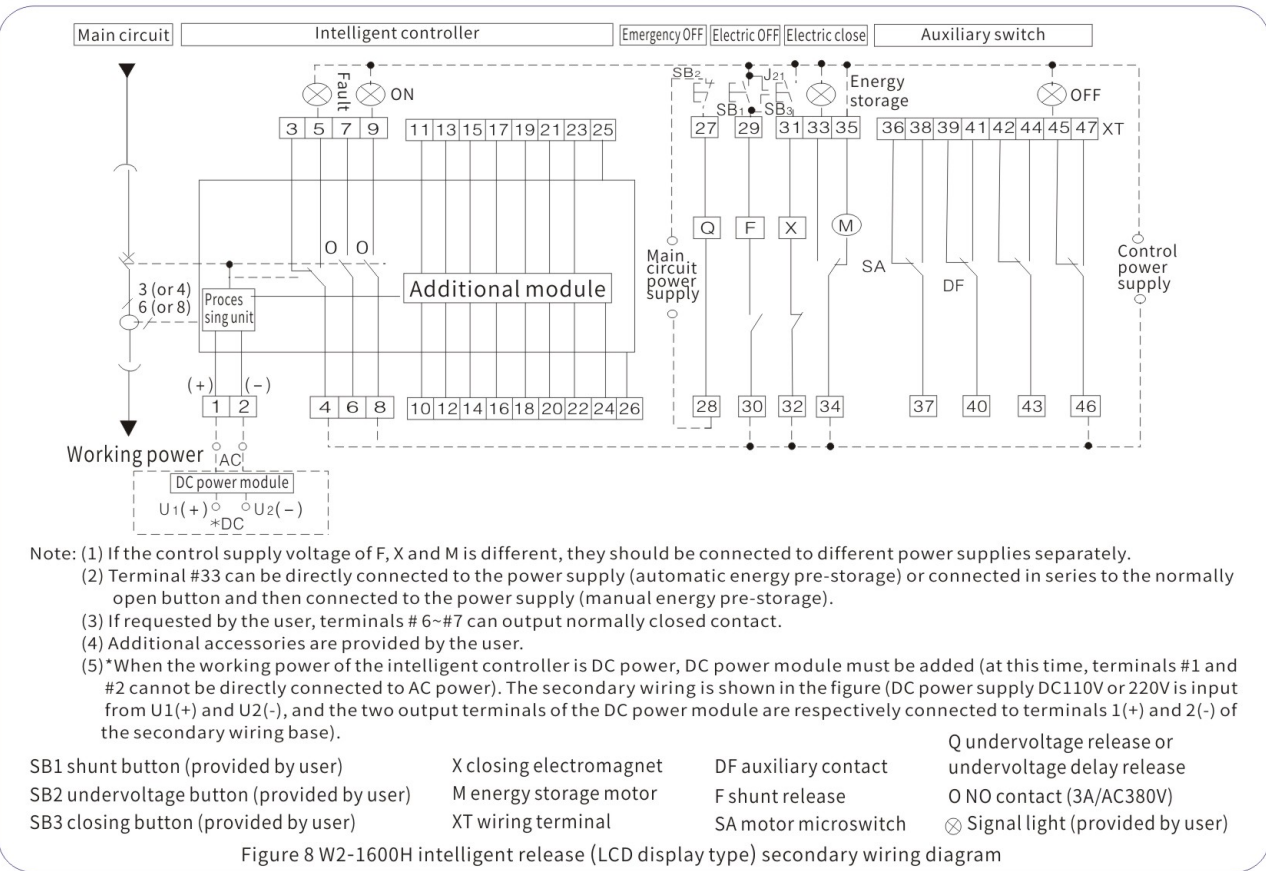 Main circuit
Intelligent controller
Emergency OFF
Electric OFF
Electric close
Auxiliary switch
SB2
J21
Fault
ON
Energy
storage
OFF
SB1
SB3
3 5 7 9
11 13 15 17 19 21 23 25
27
29
31 33 35
36 38 39 41 42 44 45 47 XT
O O
Q
F
X
M
Main
circuit
power
supply
SA
DF
Control
power
supply
3 (or 4)
6 (or 8)
Proces
sing unit
Additional module
(+) (-)
1 2
4 6 8
10 12 14 16 18 20 22 24 26
28
30
32
34
37
40
43
46
Working power
AC
DC power module
U1(+) U2(-)
*DC
Note: (1) If the control supply voltage of F, X and M is different, they should be connected to different power supplies separately.
(2) Terminal #33 can be directly connected to the power supply (automatic energy pre-storage) or connected in series to the normally
open button and then connected to the power supply (manual energy pre-storage).
(3) If requested by the user, terminals # 6~#7 can output normally closed contact.
(4) Additional accessories are provided by the user.
(5)*When the working power of the intelligent controller is DC power, DC power module must be added (at this time, terminals #1 and
#2 cannot be directly connected to AC power). The secondary wiring is shown in the figure (DC power supply DC110V or 220V is input
from U1(+) and U2(-), and the two output terminals of the DC power module are respectively connected to terminals 1(+) and 2(-) of
the secondary wiring base).
SB1 shunt button (provided by user)
SB2 undervoltage button (provided by user)
SB3 closing button (provided by user)
X closing electromagnet
M energy storage motor
XT wiring terminal
DF auxiliary contact
F shunt release
SA motor microswitch
Q undervoltage release or
undervoltage delay release
O NO contact (3A/AC380V)
Signal light (provided by user)
Figure 8 W2-1600H intelligent release (LCD display type) secondary wiring diagram